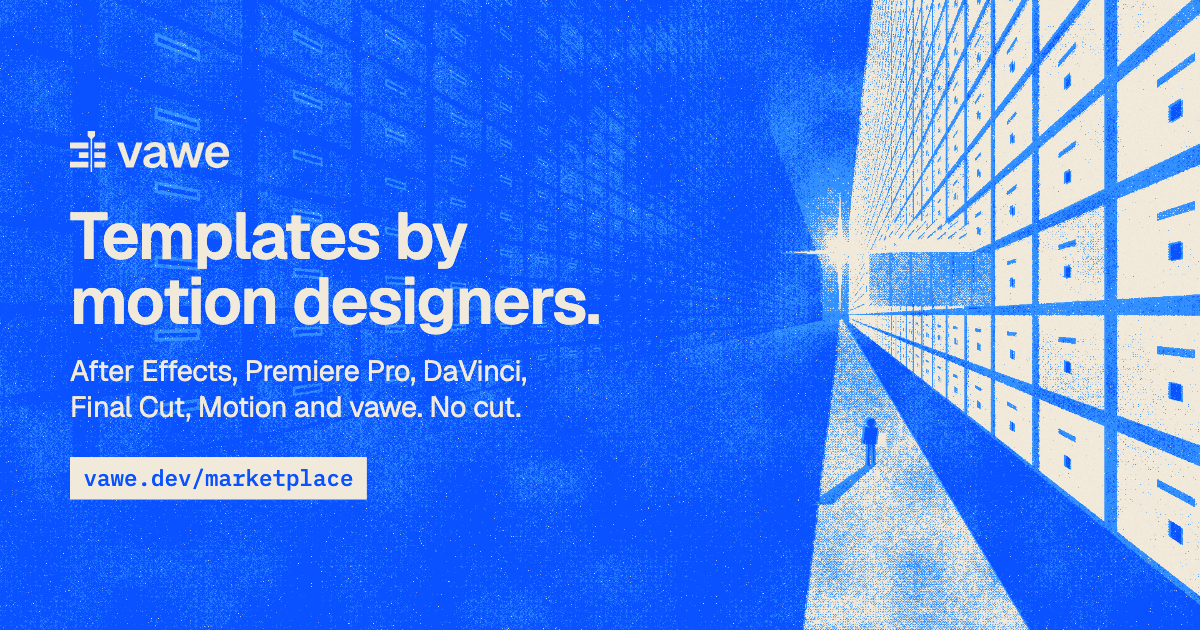 vawe
Templates by
motion designers.
After Effects, Premiere Pro, DaVinci,
Final Cut, Motion and vawe. No cut.
vawe.dev/marketplace